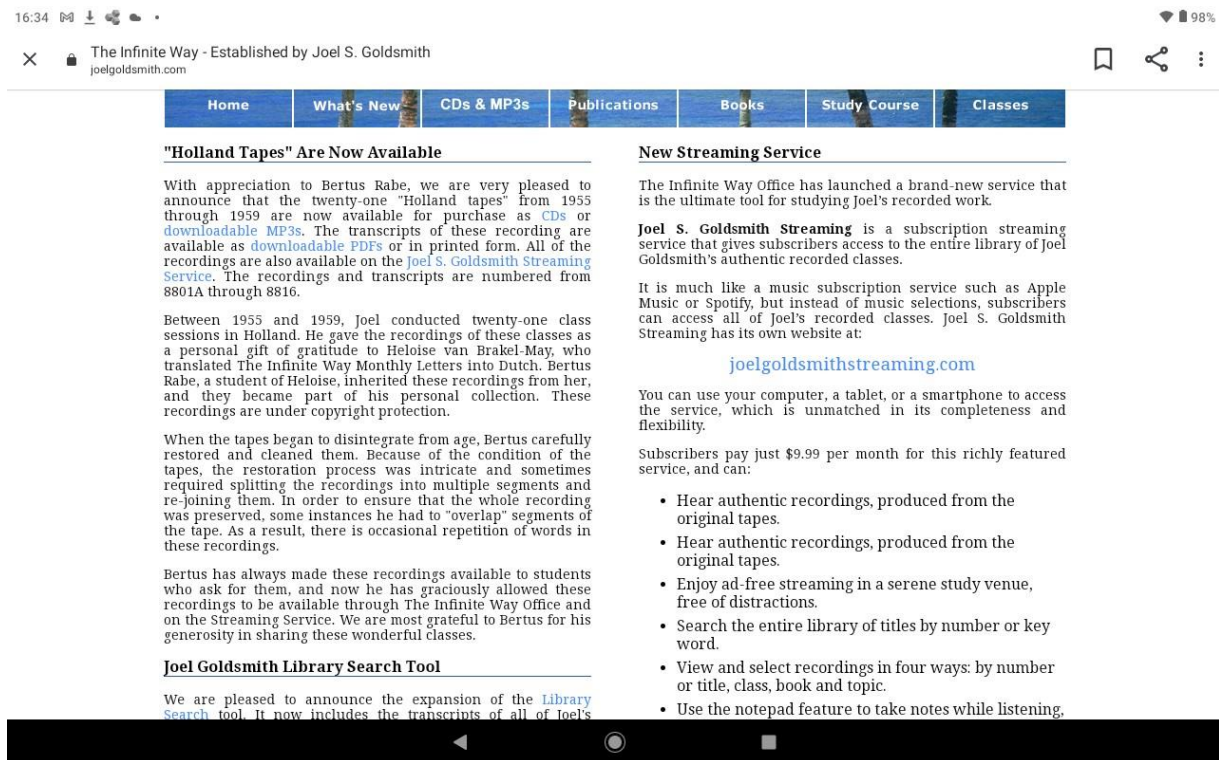 16:34
98%
The Infinite Way - Established by Joel S. Goldsmith
joelgoldsmith.com
Home What's New CDs & MP3s Publications Books Study Course Classes
"Holland Tapes" Are Now Available
With appreciation to Bertus Rabe, we are very pleased to
announce that the twenty-one "Holland tapes" from 1955
through 1959 are now available for purchase as CDs or
downloadable MP3s. The transcripts of these recording are
available as downloadable PDFs or in printed form. All of the
recordings are also available on the Joel S. Goldsmith Streaming
Service. The recordings and transcripts are numbered from
8801A through 8816.
Between 1955 and 1959, Joel conducted twenty-one class
sessions in Holland. He gave the recordings of these classes as
a personal gift of gratitude to Heloise van Brakel-May, who
translated The Infinite Way Monthly Letters into Dutch. Bertus
Rabe, a student of Heloise, inherited these recordings from her,
and they became part of his personal collection. These
recordings are under copyright protection.
When the tapes began to disintegrate from age, Bertus carefully
restored and cleaned them. Because of the condition of the
tapes, the restoration process was intricate and sometimes
required splitting the recordings into multiple segments and
re-joining them. In order to ensure that the whole recording
was preserved, some instances he had to "overlap" segments of
the tape. As a result, there is occasional repetition of words in
these recordings.
Bertus has always made these recordings available to students
who ask for them, and now he has graciously allowed these
recordings to be available through The Infinite Way Office and
on the Streaming Service. We are most grateful to Bertus for his
generosity in sharing these wonderful classes.
Joel Goldsmith Library Search Tool
We are pleased to announce the expansion of the Library
Search tool. It now includes the transcripts of all of Joel's
New Streaming Service
The Infinite Way Office has launched a brand-new service that
is the ultimate tool for studying Joel’s recorded work.
Joel S. Goldsmith Streaming is a subscription streaming
service that gives subscribers access to the entire library of Joel
Goldsmith’s authentic recorded classes.
It is much like a music subscription service such as Apple
Music or Spotify, but instead of music selections, subscribers
can access all of Joel’s recorded classes. Joel S. Goldsmith
Streaming has its own website at:
joelgoldsmithstreaming.com
You can use your computer, a tablet, or a smartphone to access
the service, which is unmatched in its completeness and
flexibility.
Subscribers pay just $9.99 per month for this richly featured
service, and can:
• Hear authentic recordings, produced from the
original tapes.
• Hear authentic recordings, produced from the
original tapes.
• Enjoy ad-free streaming in a serene study venue,
free of distractions.
• Search the entire library of titles by number or key
word.
• View and select recordings in four ways: by number
or title, class, book and topic.
• Use the notepad feature to take notes while listening,